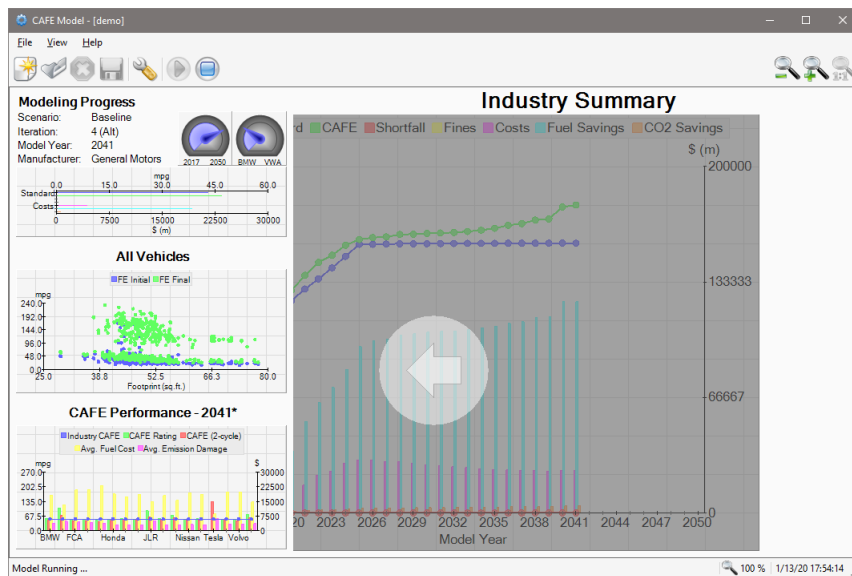 CAFE Model - [demo]
File View Help
1:1
Modeling Progress
Scenario: Baseline
Iteration: 4 (Alt)
Model Year: 2041
Manufacturer: General Motors
2017 2050 BMW VWA
mpg
0.0 15.0 30.0 45.0 60.0
Standard
Costs
0 7500 15000 22500 30000
$ (m)
All Vehicles
FE Initial FE Final
mpg
240.0
192.0
144.0
96.0
48.0
0.0
25.0 38.8 52.5 66.3 80.0
Footprint (sq.ft.)
CAFE Performance - 2041*
Industry CAFE CAFE Rating CAFE (2-cycle)
Avg. Fuel Cost Avg. Emission Damage
mpg $
270.0 30000
202.5 22500
135.0 15000
67.5 7500
0.0 0
BMW FCA Honda JLR Nissan Tesla Volvo
Industry Summary
rd CAFE Shortfall Fines Costs Fuel Savings CO2 Savings
$ (m)
200000
133333
66667
0
20 2023 2026 2029 2032 2035 2038 2041 2044 2047 2050
Model Year
Model Running ...
100 % 1/13/20 17:54:14